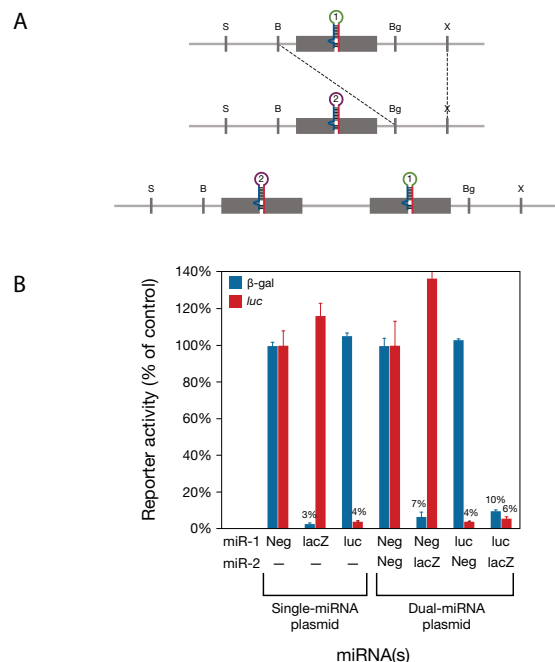 A
1
S B Bg X
2
S B Bg X
2 1
S B Bg X
B
Reporter activity (% of control)
140%
120%
100%
80%
60%
40%
20%
0%
β-gal
luc
3% 4% 7% 4% 10% 6%
miR-1 Neg lacZ luc Neg Neg luc luc
miR-2 — — — Neg lacZ Neg lacZ
Single-miRNA plasmid
Dual-miRNA plasmid
miRNA(s)